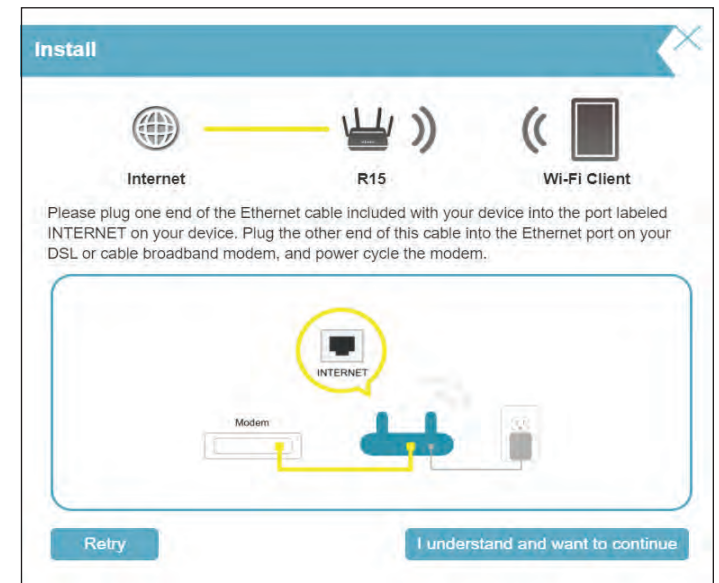 Install
Internet
R15
Wi-Fi Client
Please plug one end of the Ethernet cable included with your device into the port labeled
INTERNET on your device. Plug the other end of this cable into the Ethernet port on your
DSL or cable broadband modem, and power cycle the modem.
INTERNET
Modem
Retry
I understand and want to continue